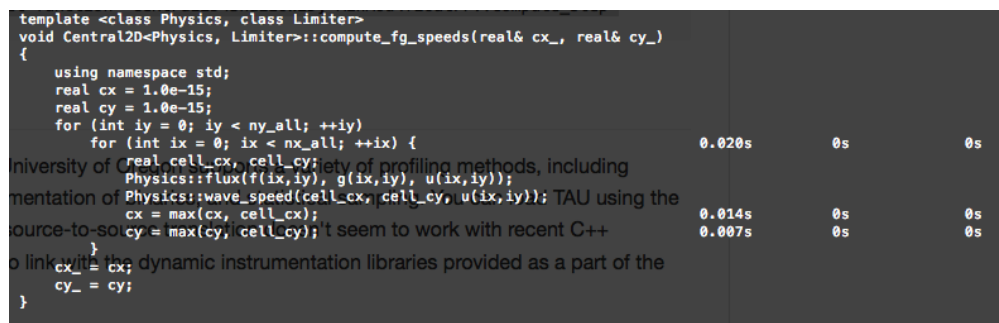 template <class Physics, class Limiter>
void Central2D<Physics, Limiter>::compute_fg_speeds(real& cx_, real& cy_)
{
    using namespace std;
    real cx = 1.0e-15;
    real cy = 1.0e-15;
    for (int iy = 0; iy < ny_all; ++iy)
        for (int ix = 0; ix < nx_all; ++ix) { 0.020s 0s 0s
niversity of Oregon supports a variety of profiling methods, including
            real cell_cx, cell_cy;
            Physics::flux(f(ix,iy), g(ix,iy), u(ix,iy));
mentation of TAU using the
            Physics::wave_speed(cell_cx, cell_cy, u(ix,iy));
            cx = max(cx, cell_cx); 0.014s 0s 0s
source-to-source doesn't seem to work with recent C++
            cy = max(cy, cell_cy); 0.007s 0s 0s
        }
o link with the dynamic instrumentation libraries provided as a part of the
    cx_ = cx;
    cy_ = cy;
}